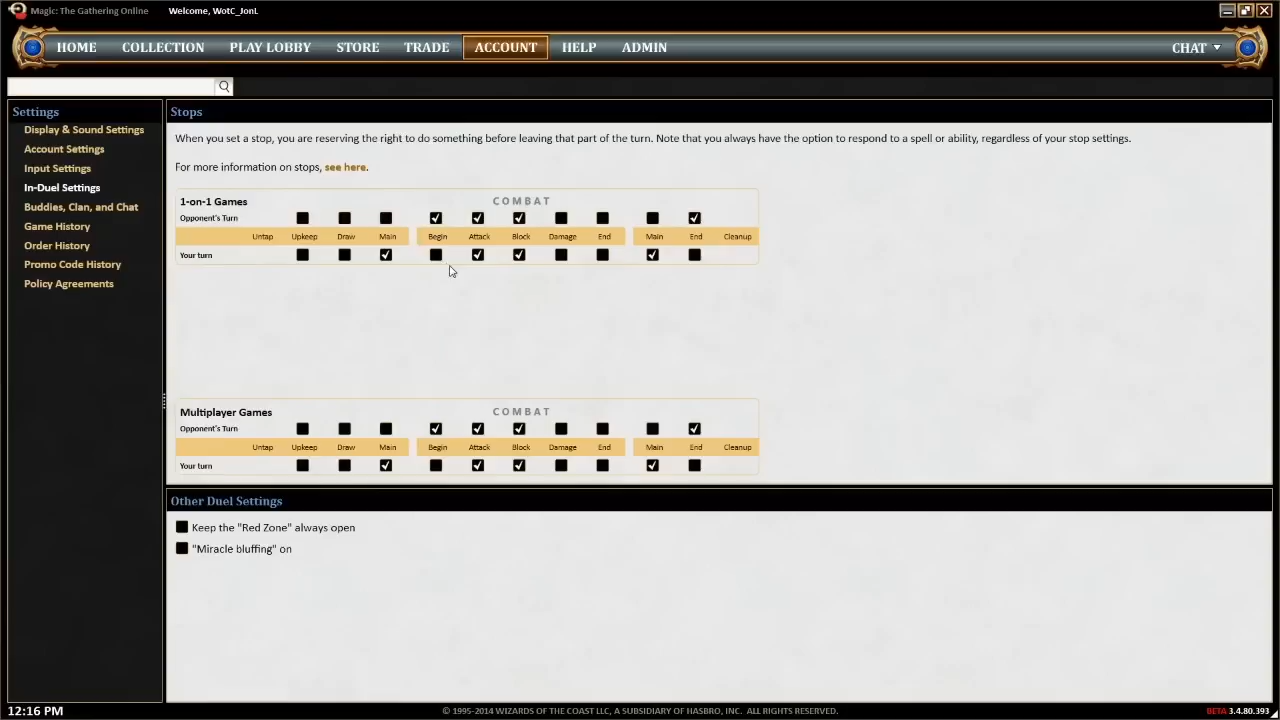 Magic: The Gathering Online Welcome, WotC_JonL
HOME COLLECTION PLAY LOBBY STORE TRADE ACCOUNT HELP ADMIN CHAT
Settings
Display & Sound Settings
Account Settings
Input Settings
In-Duel Settings
Buddies, Clan, and Chat
Game History
Order History
Promo Code History
Policy Agreements
Stops
When you set a stop, you are reserving the right to do something before leaving that part of the turn. Note that you always have the option to respond to a spell or ability, regardless of your stop settings.
For more information on stops, see here.
1-on-1 Games COMBAT
Opponent's Turn
Untap Upkeep Draw Main Begin Attack Block Damage End Main End Cleanup
Your turn
Multiplayer Games COMBAT
Opponent's Turn
Untap Upkeep Draw Main Begin Attack Block Damage End Main End Cleanup
Your turn
Other Duel Settings
Keep the "Red Zone" always open
"Miracle bluffing" on
12:16 PM © 1995-2014 WIZARDS OF THE COAST LLC, A SUBSIDIARY OF HASBRO, INC. ALL RIGHTS RESERVED. BETA 3.4.80.393